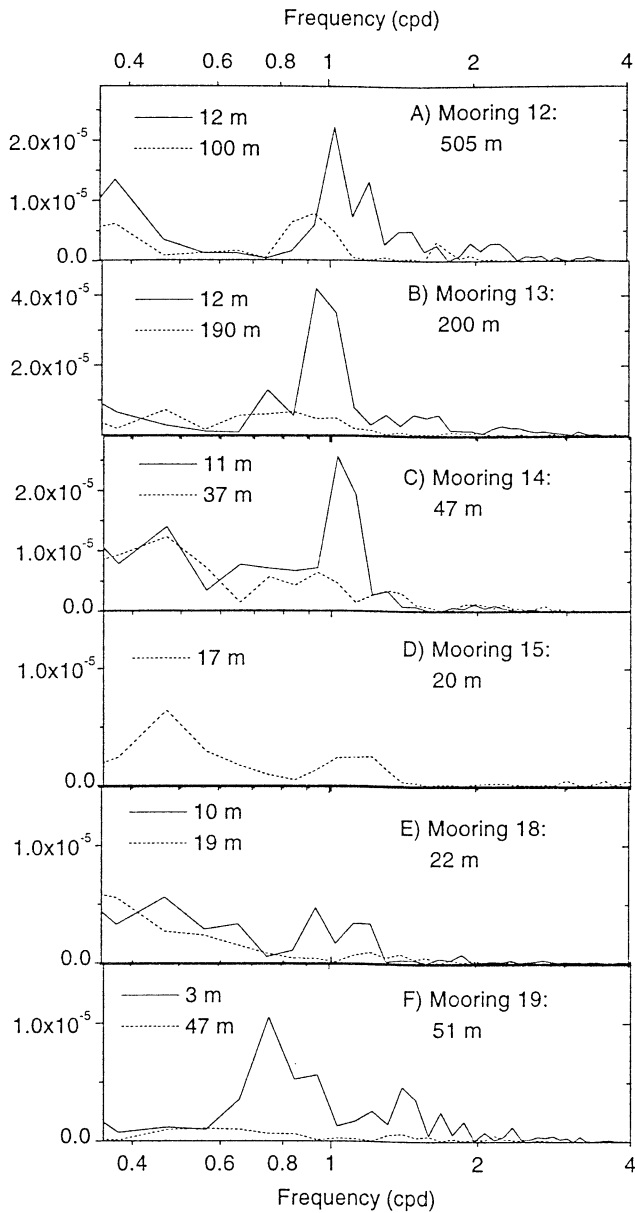 Frequency (cpd)
0.4 0.6 0.8 1 2 4
12 m
100 m
A) Mooring 12:
505 m
2.0x10⁻⁵
1.0x10⁻⁵
0.0
12 m
190 m
B) Mooring 13:
200 m
4.0x10⁻⁵
2.0x10⁻⁵
11 m
37 m
C) Mooring 14:
47 m
2.0x10⁻⁵
1.0x10⁻⁵
0.0
17 m
D) Mooring 15:
20 m
1.0x10⁻⁵
0.0
10 m
19 m
E) Mooring 18:
22 m
1.0x10⁻⁵
0.0
3 m
47 m
F) Mooring 19:
51 m
1.0x10⁻⁵
0.0
0.4 0.6 0.8 1 2 4
Frequency (cpd)